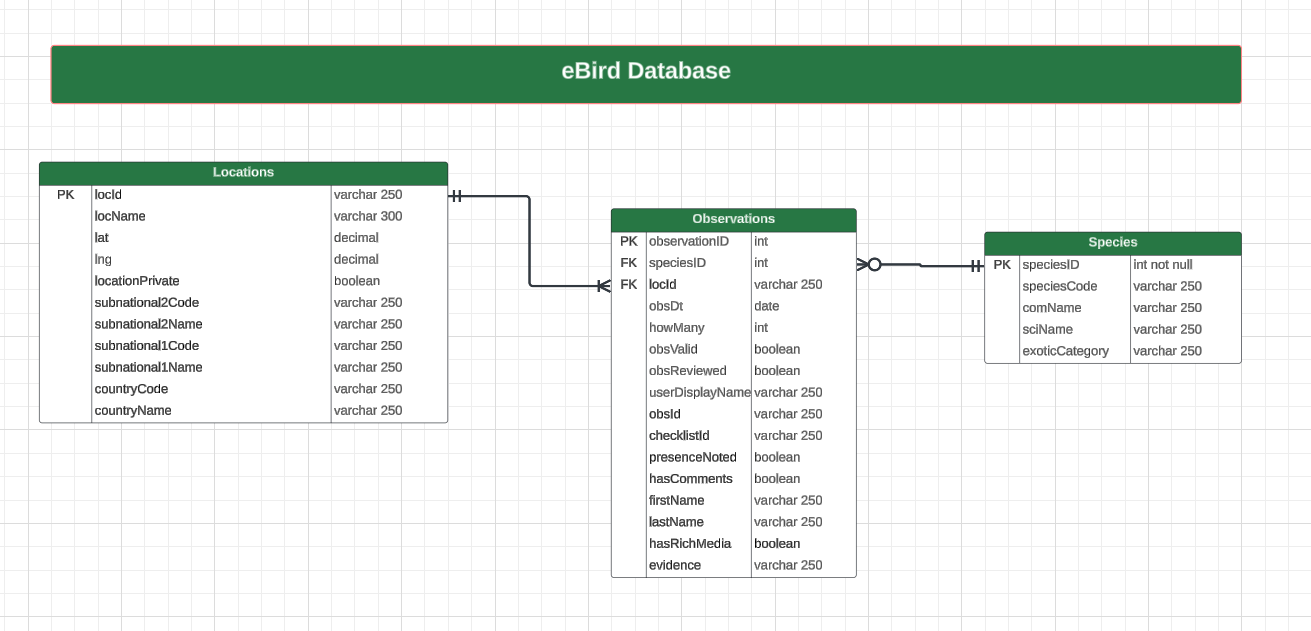 eBird Database
Locations
PK locId varchar 250
locName varchar 300
lat decimal
lng decimal
locationPrivate boolean
subnational2Code varchar 250
subnational2Name varchar 250
subnational1Code varchar 250
subnational1Name varchar 250
countryCode varchar 250
countryName varchar 250
Observations
PK observationID int
FK speciesID int
FK locId varchar 250
obsDt date
howMany int
obsValid boolean
obsReviewed boolean
userDisplayName varchar 250
obsId varchar 250
checklistId varchar 250
presenceNoted boolean
hasComments boolean
firstName varchar 250
lastName varchar 250
hasRichMedia boolean
evidence varchar 250
Species
PK speciesID int not null
speciesCode varchar 250
comName varchar 250
sciName varchar 250
exoticCategory varchar 250